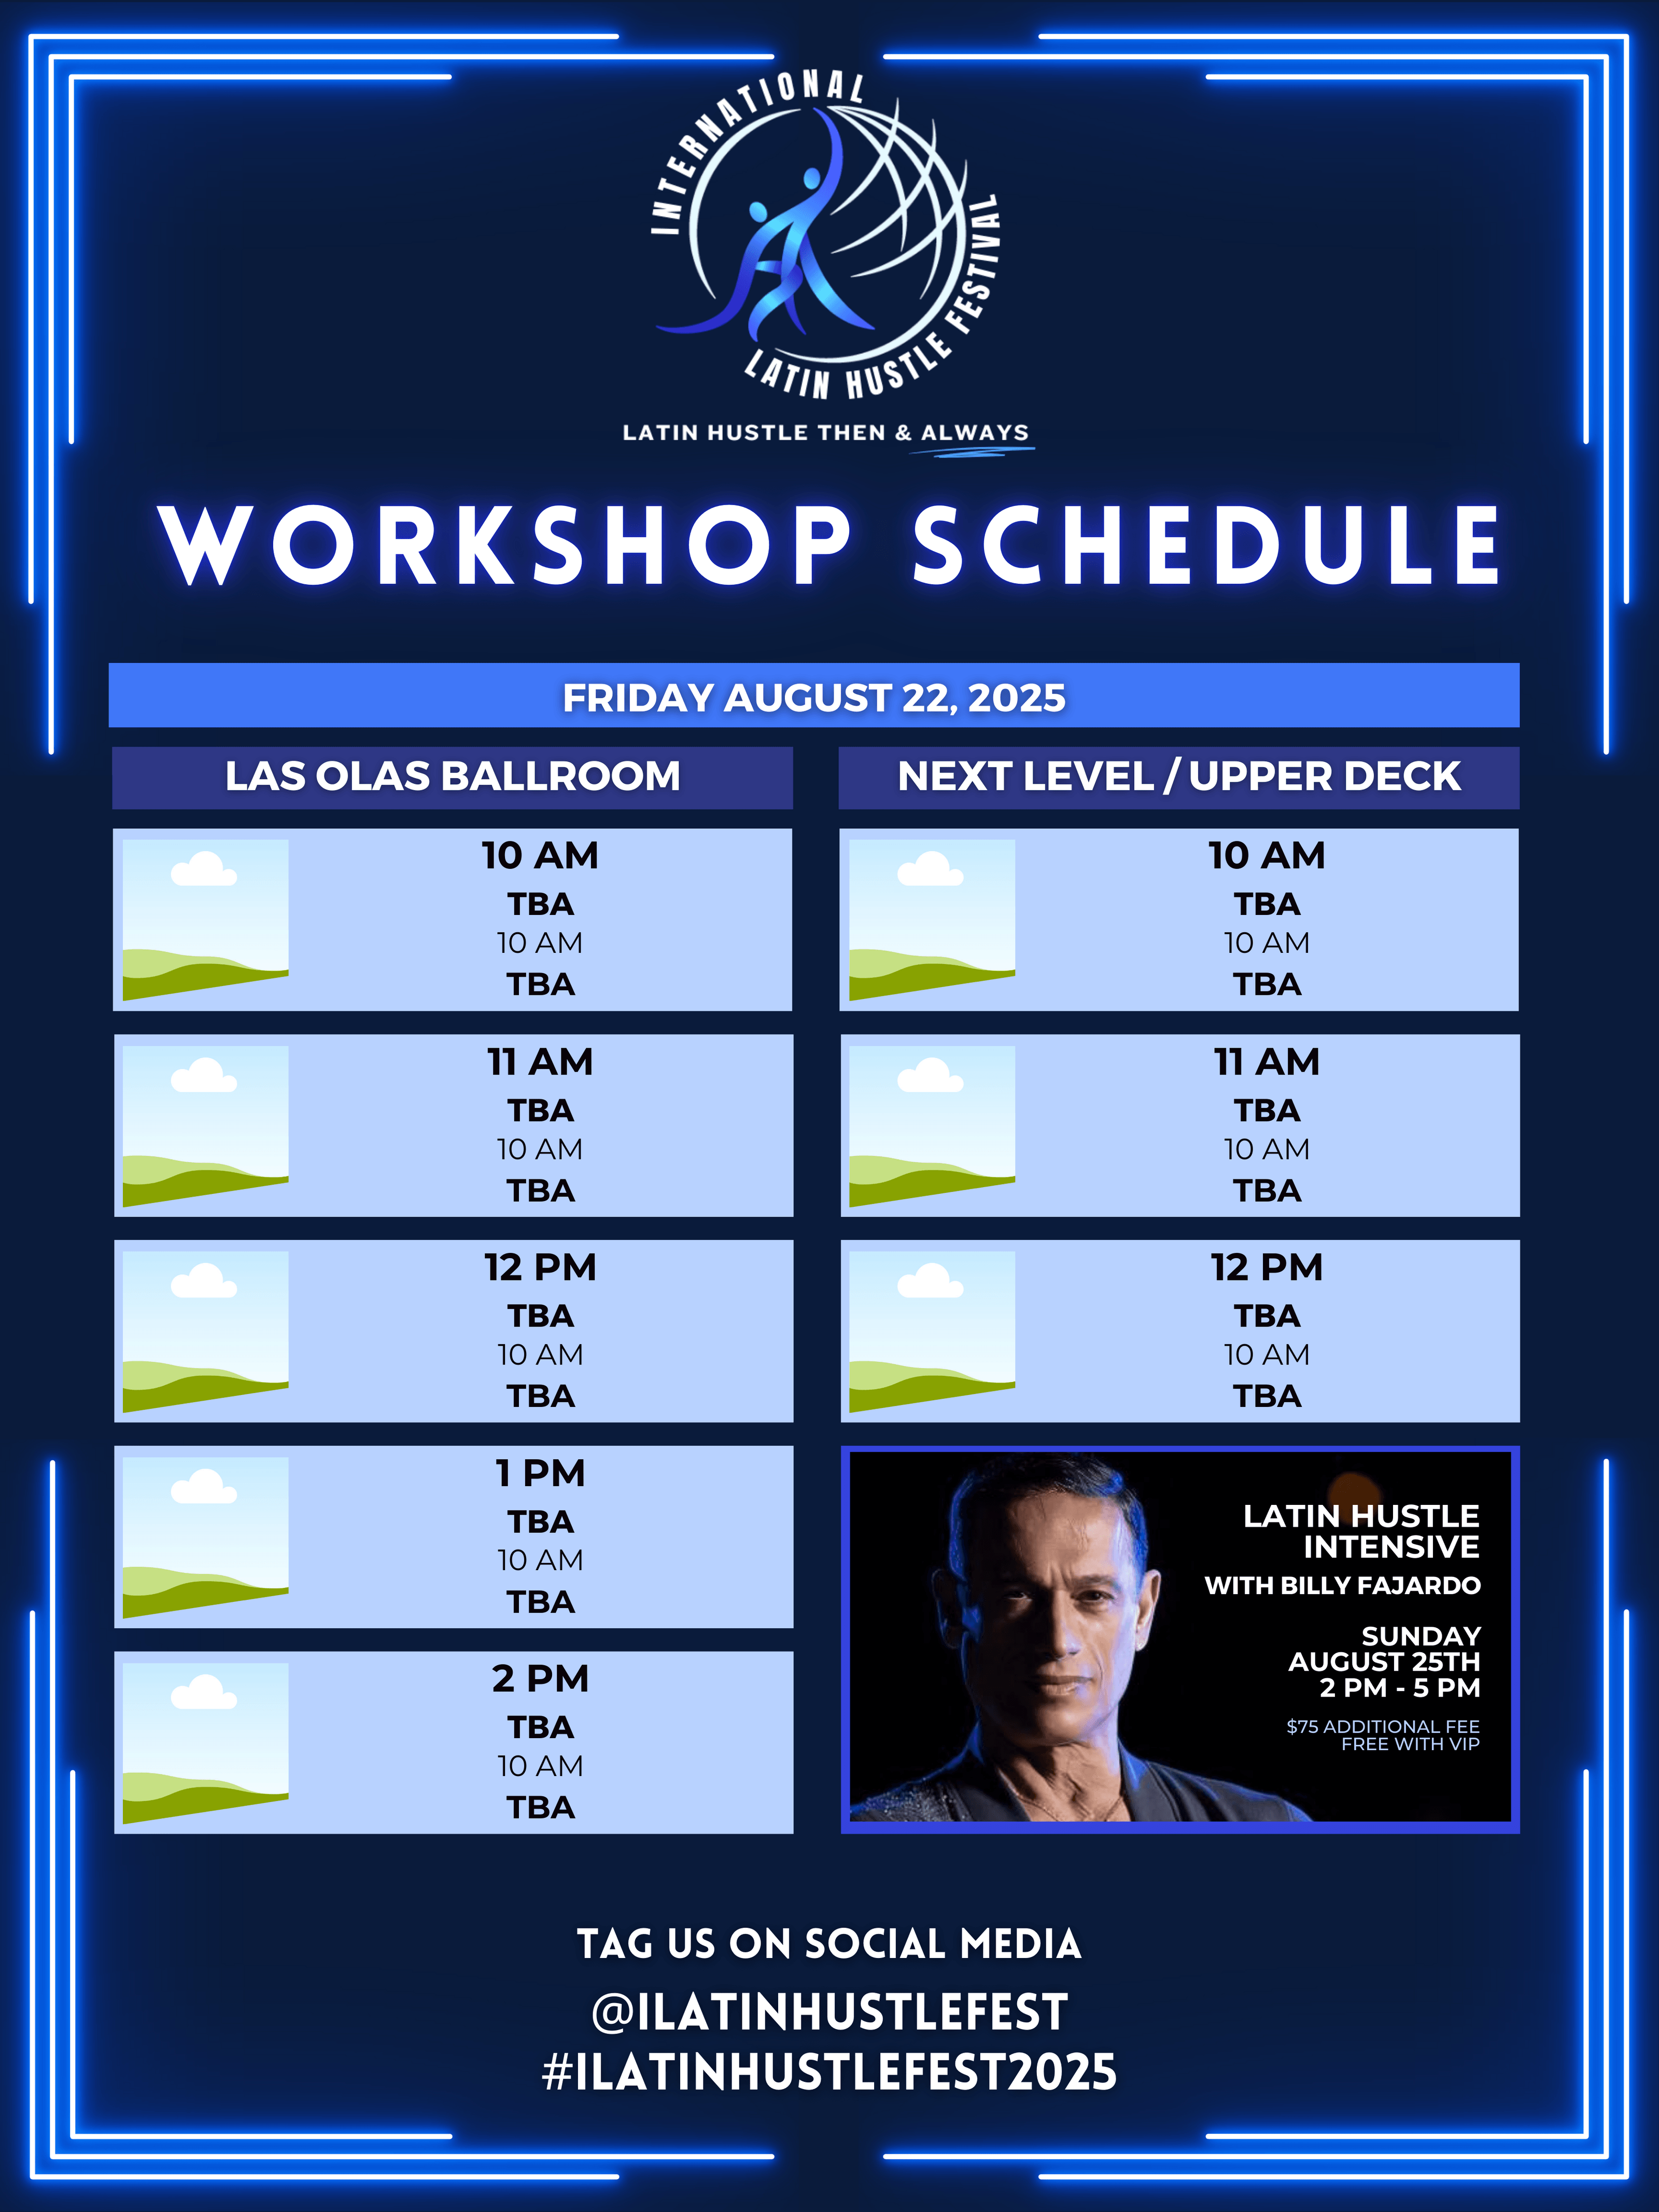 INTERNATIONAL
LATIN HUSTLE FESTIVAL
LATIN HUSTLE THEN & ALWAYS
WORKSHOP SCHEDULE
FRIDAY AUGUST 22, 2025
LAS OLAS BALLROOM
10 AM
TBA
10 AM
TBA
11 AM
TBA
10 AM
TBA
12 PM
TBA
10 AM
TBA
1 PM
TBA
10 AM
TBA
2 PM
TBA
10 AM
TBA
NEXT LEVEL / UPPER DECK
10 AM
TBA
10 AM
TBA
11 AM
TBA
10 AM
TBA
12 PM
TBA
10 AM
TBA
LATIN HUSTLE
INTENSIVE
WITH BILLY FAJARDO
SUNDAY
AUGUST 25TH
2 PM - 5 PM
$75 ADDITIONAL FEE
FREE WITH VIP
TAG US ON SOCIAL MEDIA
@ILATINHUSTLEFEST
#ILATINHUSTLEFEST2025